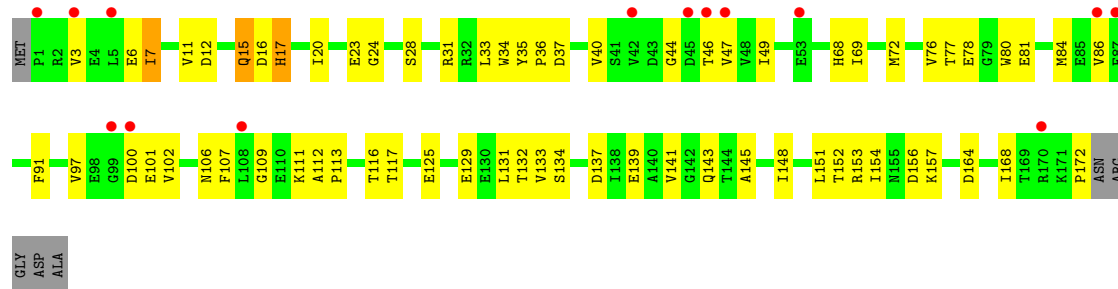 MET P1 R2 V3 E4 L5 E6 I7 V11 D12 Q15 D16 H17 I20 E23 G24 S28 R31 R32 L33 W34 Y35 P36 D37 V40 S41 V42 D43 G44 D45 T46 V47 V48 I49 E53 H68 I69 M72 V76 T77 E78 G79 W80 E81 M84 E85 V86
F91 V97 E98 G99 D100 E101 V102 N106 F107 L108 G109 E110 K111 A112 P113 T116 T117 E125 E129 E130 L131 T132 V133 S134 D137 I138 E139 A140 V141 G142 Q143 T144 A145 I148 L151 T152 R153 I154 N155 D156 K157 D164 I168 T169 R170 K171 P172 ASN
GLY ASP ALA